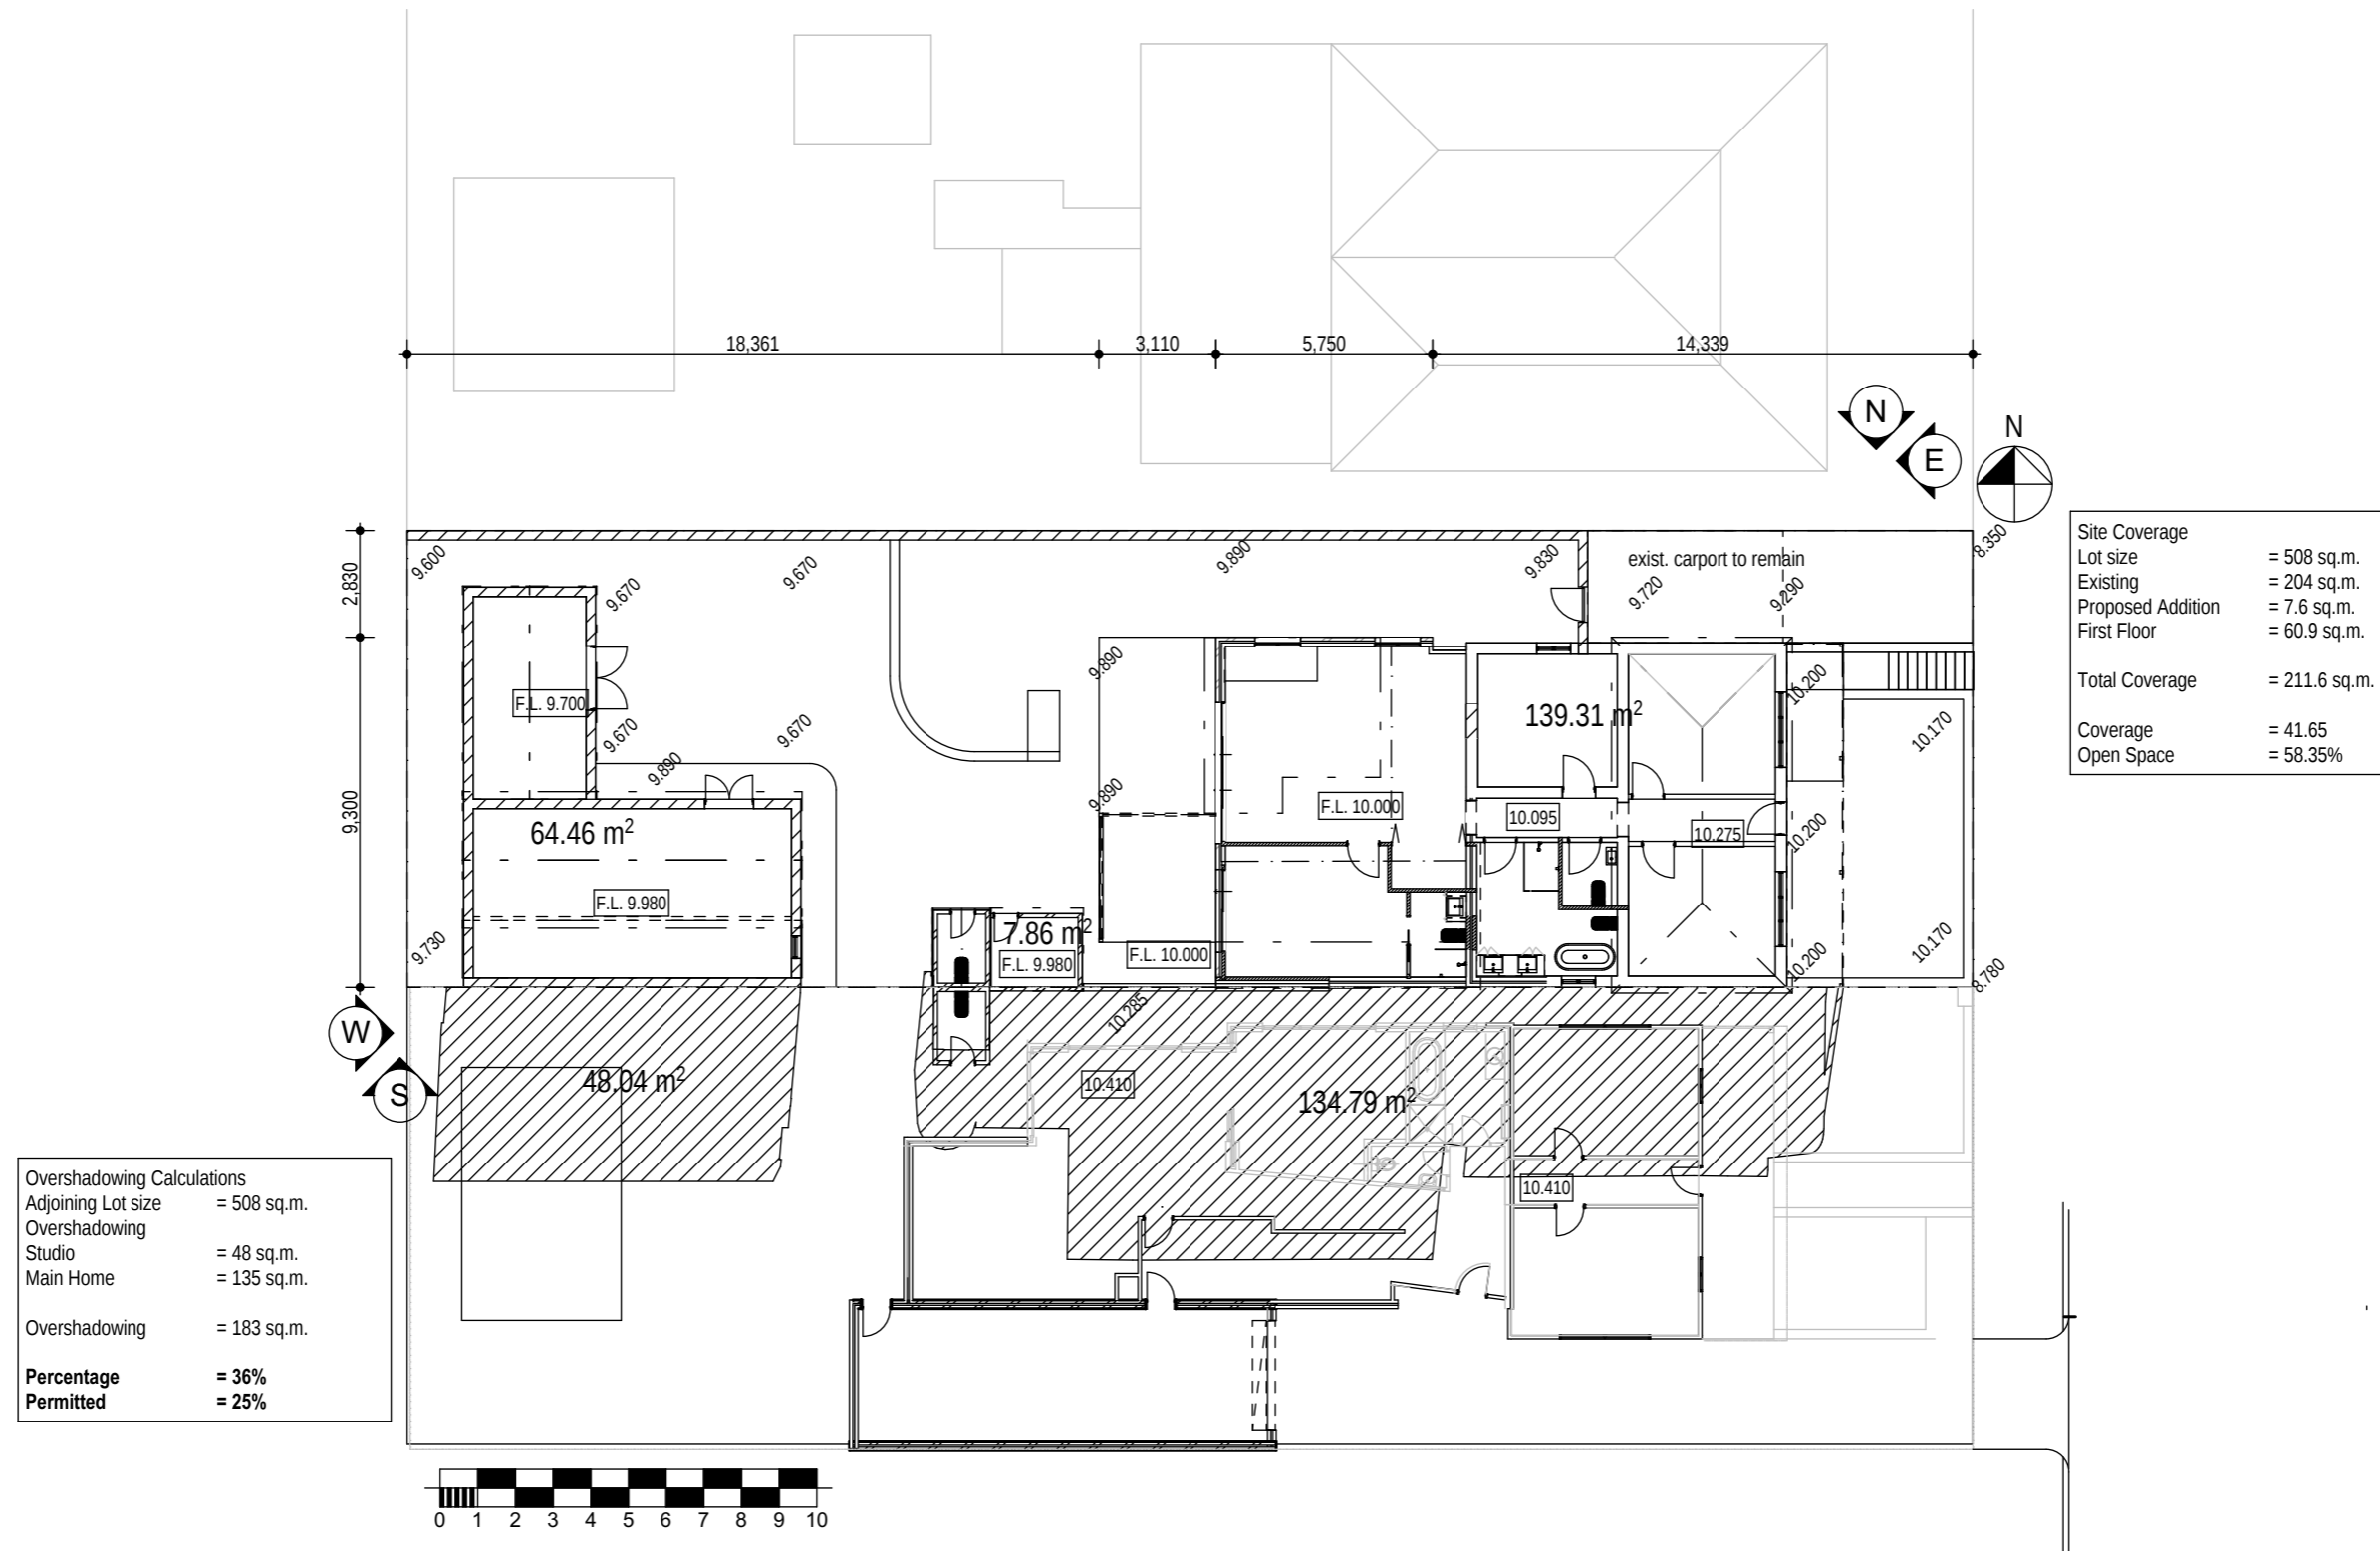 18,361
3,110
5,750
14,339
N
E
N
2,830
9,300
9.600
9.670
9.670
9.890
9.830
exist. carport to remain
9.720
9.290
8.350
Site Coverage
Lot size = 508 sq.m.
Existing = 204 sq.m.
Proposed Addition = 7.6 sq.m.
First Floor = 60.9 sq.m.
Total Coverage = 211.6 sq.m.
Coverage = 41.65
Open Space = 58.35%
F.L. 9.700
9.670
9.670
9.890
9.890
9.890
139.31 m²
10.200
10.170
F.L. 10.000
10.095
10.275
10.200
64.46 m²
F.L. 9.980
9.730
7.86 m²
F.L. 9.980
F.L. 10.000
10.200
10.170
8.780
W
S
10.285
48.04 m²
10.410
134.79 m²
10.410
Overshadowing Calculations
Adjoining Lot size = 508 sq.m.
Overshadowing
Studio = 48 sq.m.
Main Home = 135 sq.m.
Overshadowing = 183 sq.m.
Percentage = 36%
Permitted = 25%
0 1 2 3 4 5 6 7 8 9 10